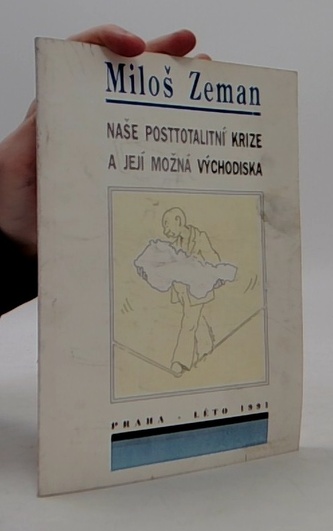 Miloš Zeman
NAŠE POSTTOTALITNÍ KRIZE
A JEJÍ MOŽNÁ VÝCHODISKA
PRAHA - LÉTO 1991